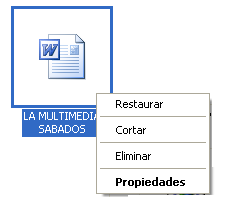 W
LA MULTIMEDIA
SABADOS
Restaurar
Cortar
Eliminar
Propiedades